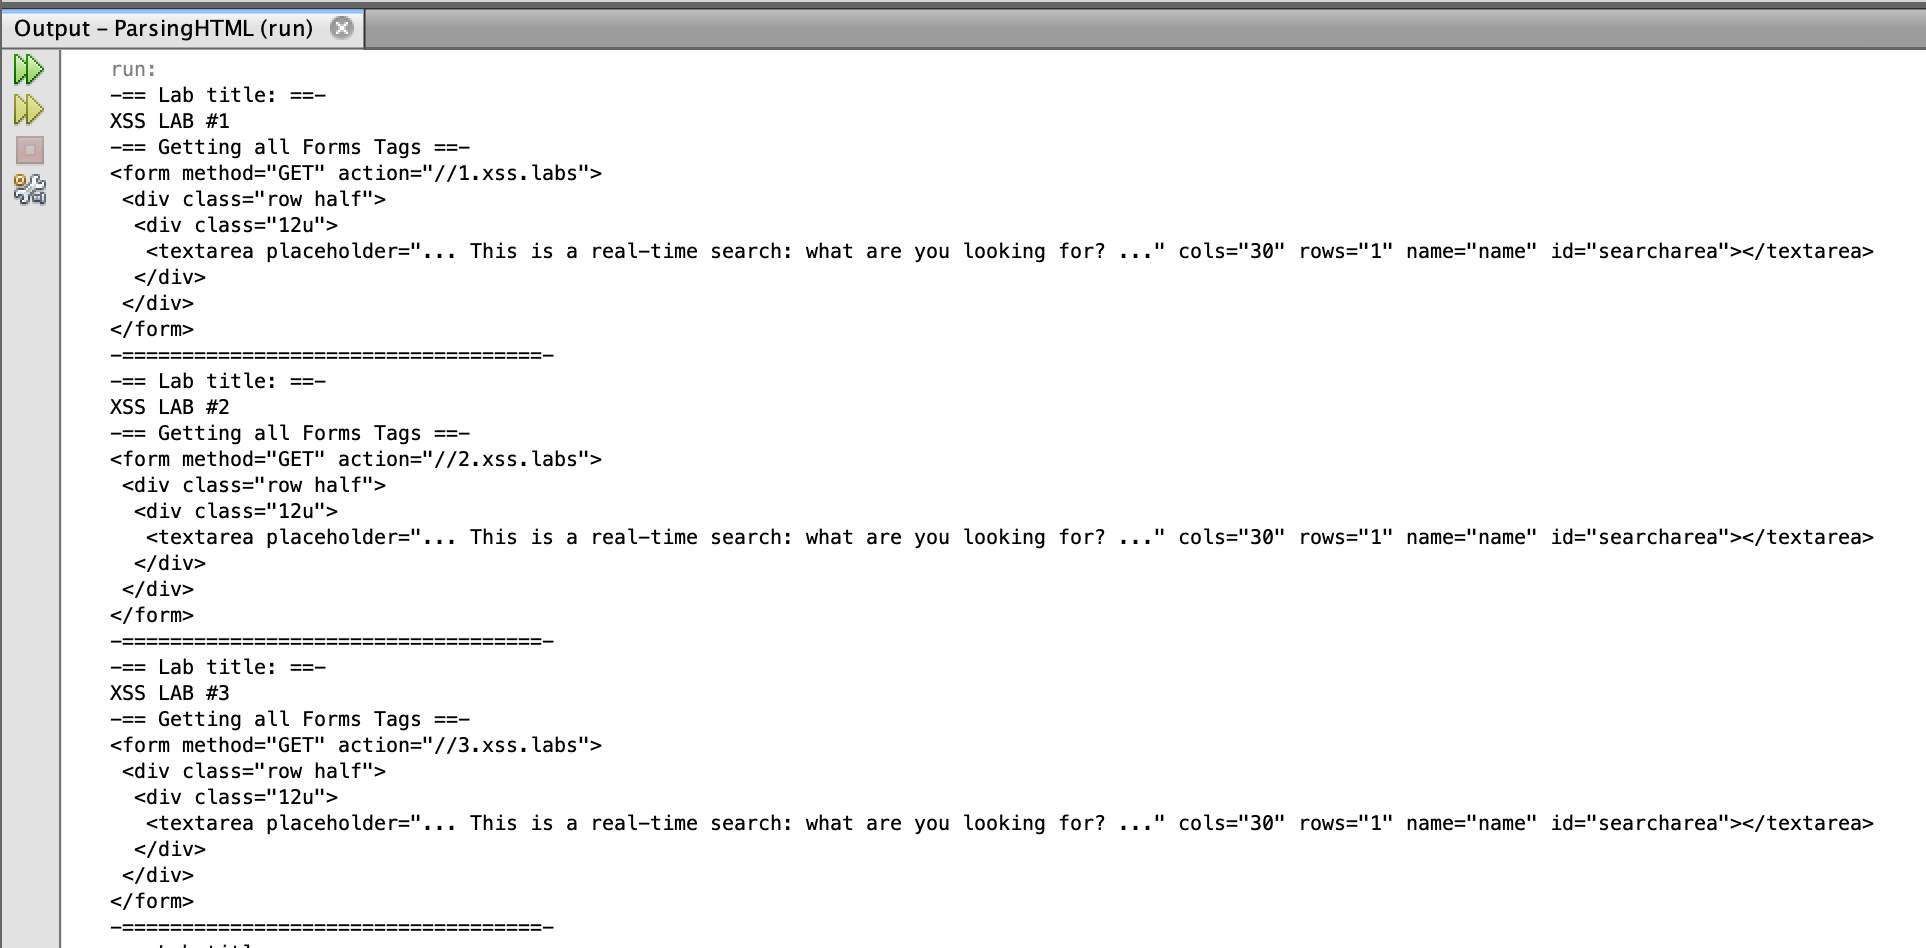 Output – ParsingHTML (run)
run:
-== Lab title: ==-
XSS LAB #1
-== Getting all Forms Tags ==-
<form method="GET" action="//1.xss.labs">
 <div class="row half">
  <div class="12u">
   <textarea placeholder="... This is a real-time search: what are you looking for? ..." cols="30" rows="1" name="name" id="searcharea"></textarea>
  </div>
 </div>
</form>
-===================================-
-== Lab title: ==-
XSS LAB #2
-== Getting all Forms Tags ==-
<form method="GET" action="//2.xss.labs">
 <div class="row half">
  <div class="12u">
   <textarea placeholder="... This is a real-time search: what are you looking for? ..." cols="30" rows="1" name="name" id="searcharea"></textarea>
  </div>
 </div>
</form>
-===================================-
-== Lab title: ==-
XSS LAB #3
-== Getting all Forms Tags ==-
<form method="GET" action="//3.xss.labs">
 <div class="row half">
  <div class="12u">
   <textarea placeholder="... This is a real-time search: what are you looking for? ..." cols="30" rows="1" name="name" id="searcharea"></textarea>
  </div>
 </div>
</form>
-===================================-